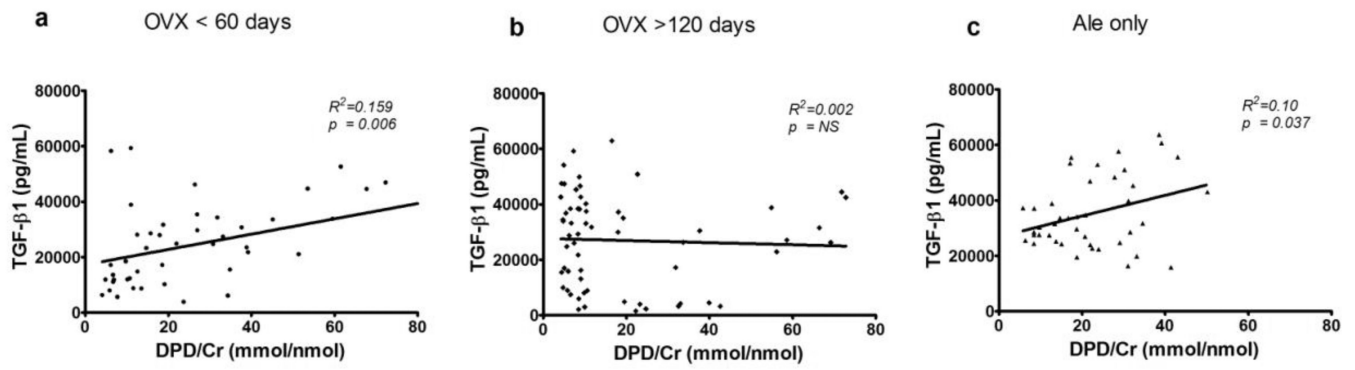 a
OVX < 60 days
80000
60000
40000
20000
0
TGF-β1 (pg/mL)
R²=0.159
p = 0.006
0
20
40
60
80
DPD/Cr (mmol/nmol)
b
OVX >120 days
80000
60000
40000
20000
0
TGF-β1 (pg/mL)
R²=0.002
p = NS
0
20
40
60
80
DPD/Cr (mmol/nmol)
c
Ale only
80000
60000
40000
20000
0
TGF-β1 (pg/mL)
R²=0.10
p = 0.037
0
20
40
60
80
DPD/Cr (mmol/nmol)